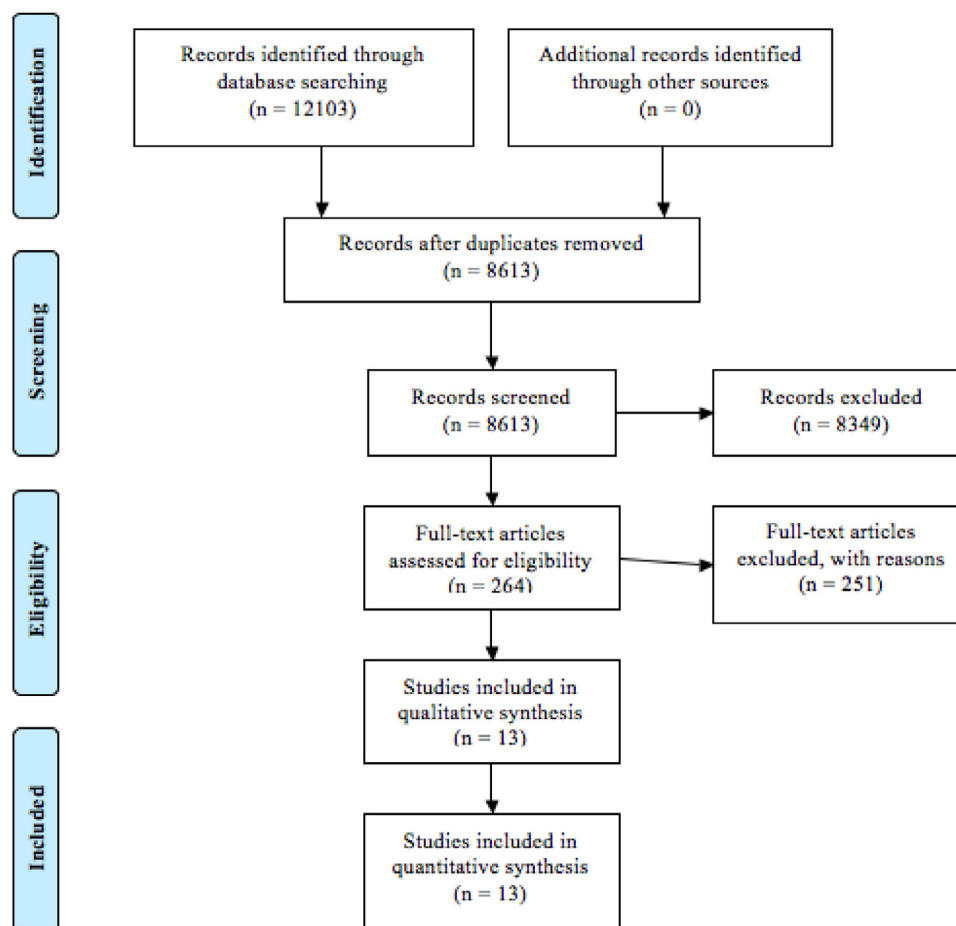 Identification
Records identified through
database searching
(n = 12103)
Additional records identified
through other sources
(n = 0)
Records after duplicates removed
(n = 8613)
Screening
Records screened
(n = 8613)
Records excluded
(n = 8349)
Eligibility
Full-text articles
assessed for eligibility
(n = 264)
Full-text articles
excluded, with reasons
(n = 251)
Studies included in
qualitative synthesis
(n = 13)
Included
Studies included in
quantitative synthesis
(n = 13)